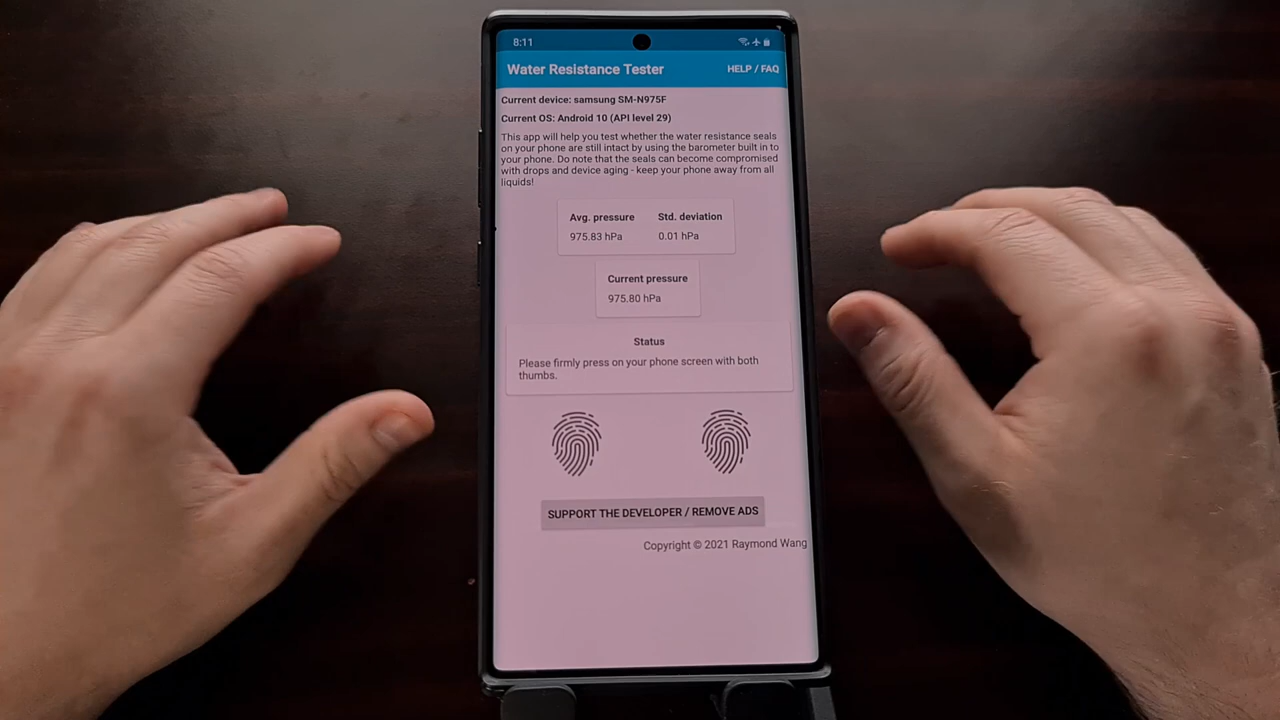 8:11
Water Resistance Tester
HELP / FAQ
Current device: samsung SM-N975F
Current OS: Android 10 (API level 29)
This app will help you test whether the water resistance seals
on your phone are still intact by using the barometer built in to
your phone. Do note that the seals can become compromised
with drops and device aging - keep your phone away from all
liquids!
Avg. pressure Std. deviation
975.83 hPa 0.01 hPa
Current pressure
975.80 hPa
Status
Please firmly press on your phone screen with both
thumbs.
SUPPORT THE DEVELOPER / REMOVE ADS
Copyright © 2021 Raymond Wang